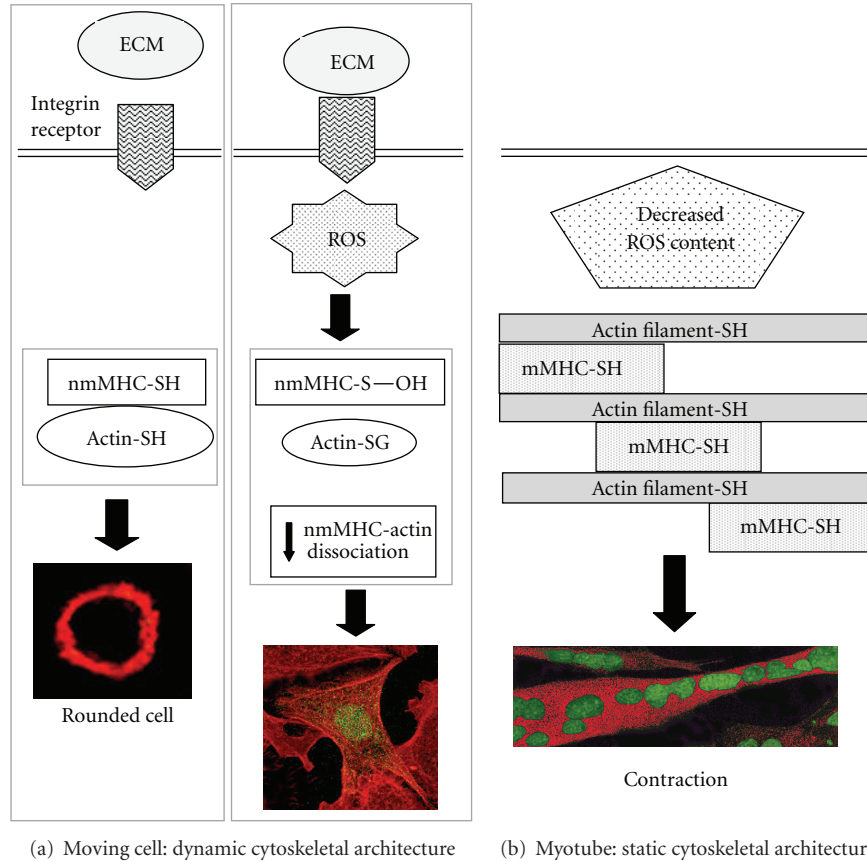 ECM
Integrin
receptor
nmMHC-SH
Actin-SH
Rounded cell
ECM
ROS
nmMHC-S—OH
Actin-SG
nmMHC-actin
dissociation
(a) Moving cell: dynamic cytoskeletal architecture
Decreased
ROS content
Actin filament-SH
mMHC-SH
Actin filament-SH
mMHC-SH
Actin filament-SH
mMHC-SH
Contraction
(b) Myotube: static cytoskeletal architectur